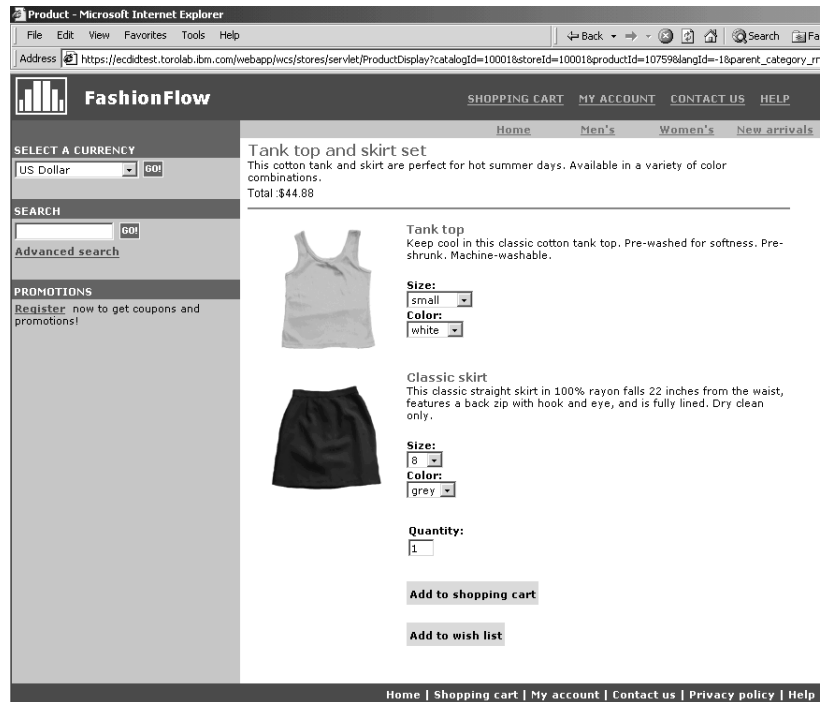 Product - Microsoft Internet Explorer
File Edit View Favorites Tools Help
Back Search Fa
Address https://ecdidtest.torolab.ibm.com/webapp/wcs/stores/servlet/ProductDisplay?catalogId=10001&storeId=10001&productId=10759&langId=-1&parent_category_rn
FashionFlow
SHOPPING CART MY ACCOUNT CONTACT US HELP
Home Men's Women's New arrivals
SELECT A CURRENCY
US Dollar GO!
SEARCH
GO!
Advanced search
PROMOTIONS
Register now to get coupons and
promotions!
Tank top and skirt set
This cotton tank and skirt are perfect for hot summer days. Available in a variety of color
combinations.
Total :$44.88
Tank top
Keep cool in this classic cotton tank top. Pre-washed for softness. Pre-
shrunk. Machine-washable.
Size:
small
Color:
white
Classic skirt
This classic straight skirt in 100% rayon falls 22 inches from the waist,
features a back zip with hook and eye, and is fully lined. Dry clean
only.
Size:
8
Color:
grey
Quantity:
1
Add to shopping cart
Add to wish list
Home | Shopping cart | My account | Contact us | Privacy policy | Help